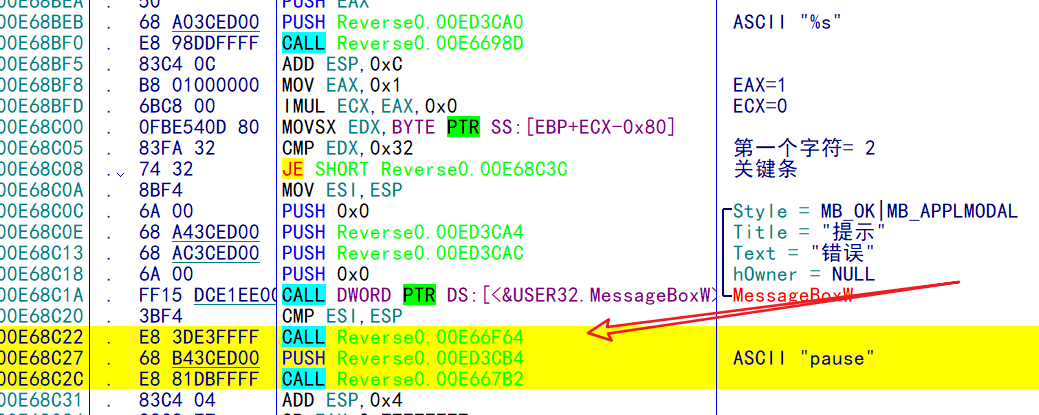 00E68BEA . 50 PUSH EAX
00E68BEB . 68 A03CED00 PUSH Reverse0.00ED3CA0 ASCII "%s"
00E68BF0 . E8 98DDFFFF CALL Reverse0.00E6698D
00E68BF5 . 83C4 0C ADD ESP,0xC
00E68BF8 . B8 01000000 MOV EAX,0x1 EAX=1
00E68BFD . 6BC8 00 IMUL ECX,EAX,0x0 ECX=0
00E68C00 . 0FBE540D 80 MOVSX EDX,BYTE PTR SS:[EBP+ECX-0x80]
00E68C05 . 83FA 32 CMP EDX,0x32 第一个字符= 2
00E68C08 . 74 32 JE SHORT Reverse0.00E68C3C 关键条
00E68C0A . 8BF4 MOV ESI,ESP
00E68C0C . 6A 00 PUSH 0x0 Style = MB_OK|MB_APPLMODAL
00E68C0E . 68 A43CED00 PUSH Reverse0.00ED3CA4 Title = "提示"
00E68C13 . 68 AC3CED00 PUSH Reverse0.00ED3CAC Text = "错误"
00E68C18 . 6A 00 PUSH 0x0 hOwner = NULL
00E68C1A . FF15 DCE1EE00 CALL DWORD PTR DS:[<&USER32.MessageBoxW> MessageBoxW
00E68C20 . 3BF4 CMP ESI,ESP
00E68C22 . E8 3DE3FFFF CALL Reverse0.00E66F64
00E68C27 . 68 B43CED00 PUSH Reverse0.00ED3CB4 ASCII "pause"
00E68C2C . E8 81DBFFFF CALL Reverse0.00E667B2
00E68C31 . 83C4 04 ADD ESP,0x4